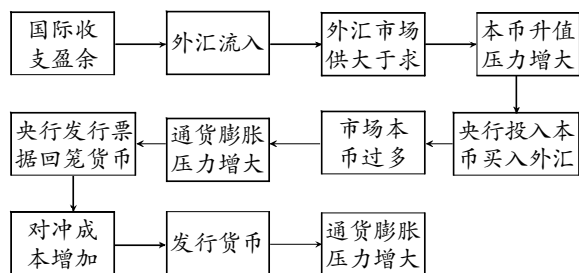 国际收
支盈余
外汇流入
外汇市场
供大于求
本币升值
压力增大
央行投入本
币买入外汇
市场本
币过多
通货膨胀
压力增大
央行发行票
据回笼货币
对冲成
本增加
发行货币
通货膨胀
压力增大